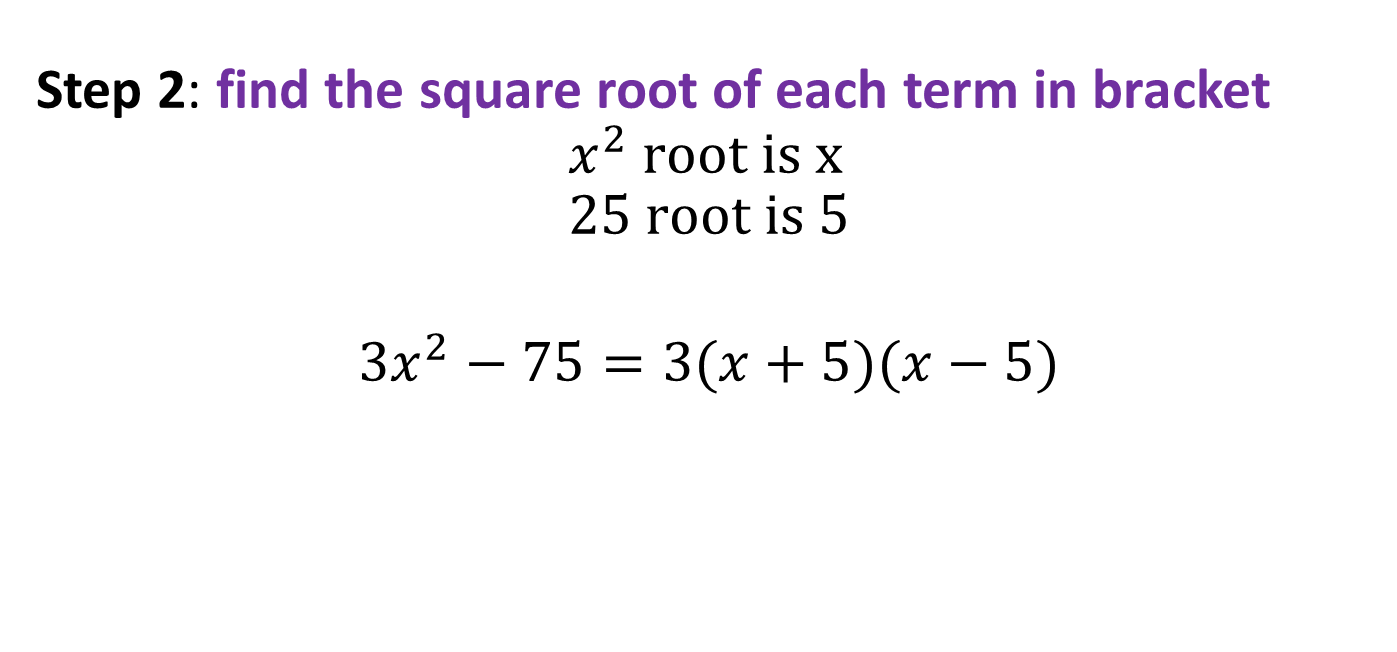 Step 2: find the square root of each term in bracket
x² root is x
25 root is 5
3x² − 75 = 3(x + 5)(x − 5)